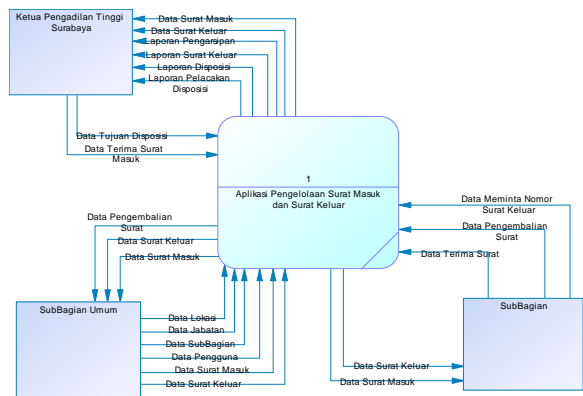 Ketua Pengadilan Tinggi
Surabaya
Data Surat Masuk
Data Surat Keluar
Laporan Pengarsipan
Laporan Surat Keluar
Laporan Disposisi
Laporan Pelacakan
Disposisi
Data Tujuan Disposisi
Data Terima Surat
Masuk
1
Aplikasi Pengelolaan Surat Masuk
dan Surat Keluar
Data Meminta Nomor
Surat Keluar
Data Pengembalian
Surat
Data Terima Surat
Data Pengembalian
Surat
Data Surat Keluar
Data Surat Masuk
SubBagian Umum
Data Lokasi
Data Jabatan
Data SubBagian
Data Pengguna
Data Surat Masuk
Data Surat Keluar
SubBagian
Data Surat Keluar
Data Surat Masuk